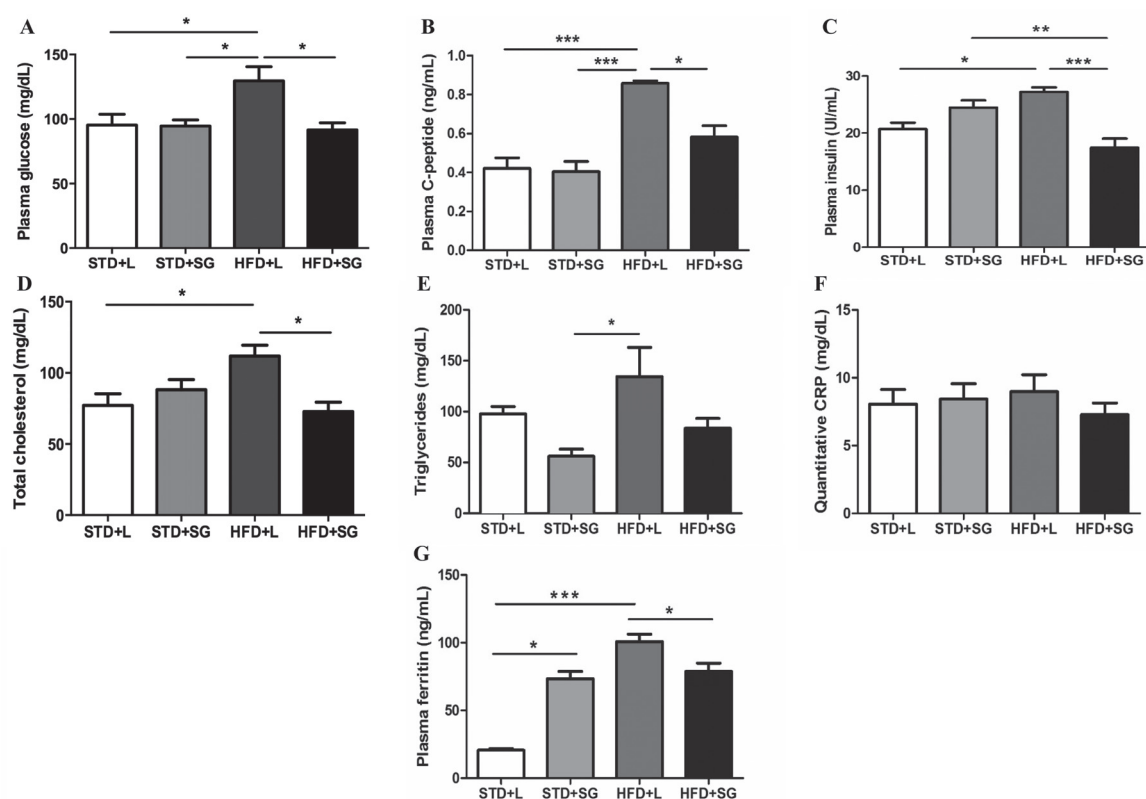 A
Plasma glucose (mg/dL)
150
100
50
0
*
*
*
STD+L STD+SG HFD+L HFD+SG
B
Plasma C-peptide (ng/mL)
1.0
0.8
0.6
0.4
0.2
0.0
***
***
*
STD+L STD+SG HFD+L HFD+SG
C
Plasma insulin (UI/mL)
30
20
10
0
**
*
***
STD+L STD+SG HFD+L HFD+SG
D
Total cholesterol (mg/dL)
150
100
50
0
*
*
STD+L STD+SG HFD+L HFD+SG
E
Triglycerides (mg/dL)
200
150
100
50
0
*
STD+L STD+SG HFD+L HFD+SG
F
Quantitative CRP (mg/dL)
15
10
5
0
STD+L STD+SG HFD+L HFD+SG
G
Plasma ferritin (ng/mL)
150
100
50
0
***
*
*
STD+L STD+SG HFD+L HFD+SG